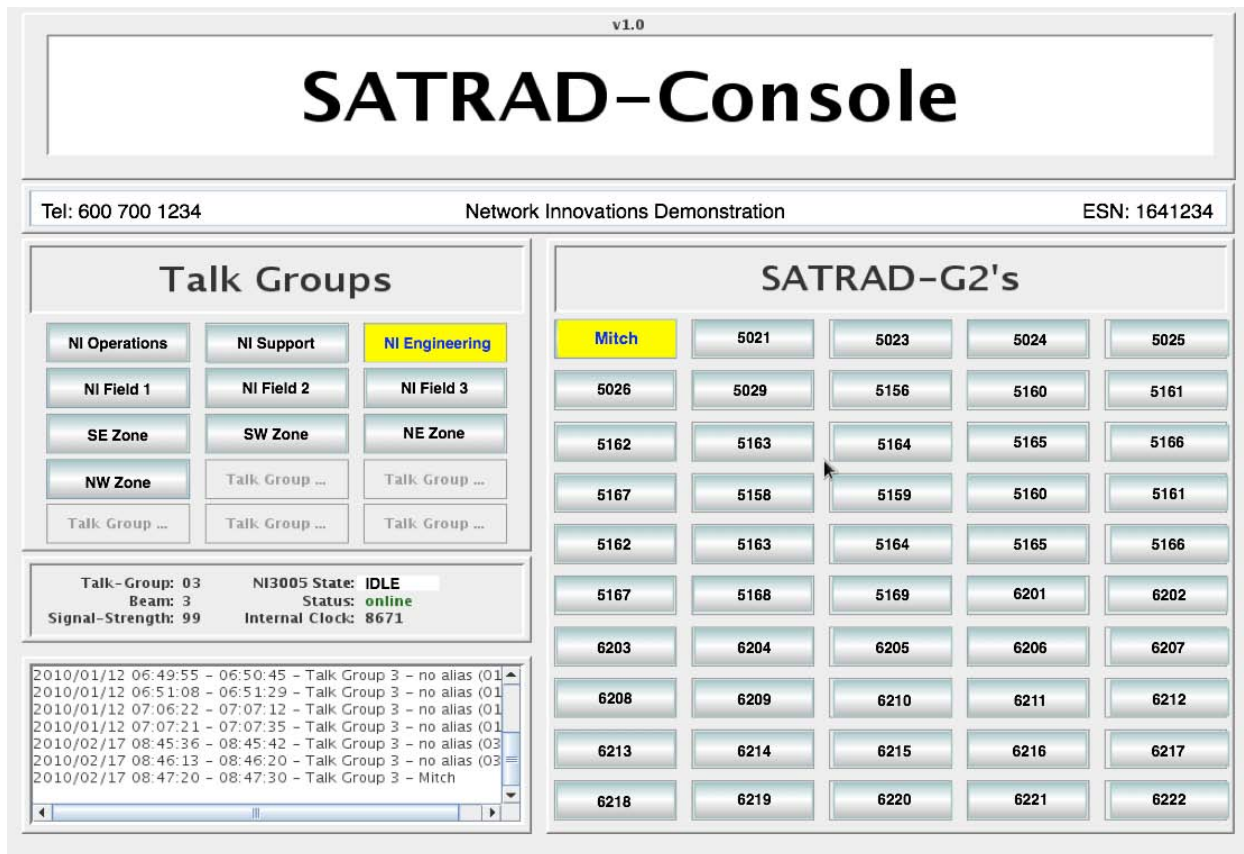 v1.0
SATRAD-Console
Tel: 600 700 1234 Network Innovations Demonstration ESN: 1641234
Talk Groups
NI Operations NI Support NI Engineering
NI Field 1 NI Field 2 NI Field 3
SE Zone SW Zone NE Zone
NW Zone Talk Group ... Talk Group ...
Talk Group ... Talk Group ... Talk Group ...
Talk-Group: 03 NI3005 State: IDLE
Beam: 3 Status: online
Signal-Strength: 99 Internal Clock: 8671
2010/01/12 06:49:55 - 06:50:45 - Talk Group 3 - no alias (01
2010/01/12 06:51:08 - 06:51:29 - Talk Group 3 - no alias (01
2010/01/12 07:06:22 - 07:07:12 - Talk Group 3 - no alias (01
2010/01/12 07:07:21 - 07:07:35 - Talk Group 3 - no alias (01
2010/02/17 08:45:36 - 08:45:42 - Talk Group 3 - no alias (03
2010/02/17 08:46:13 - 08:46:20 - Talk Group 3 - no alias (03
2010/02/17 08:47:20 - 08:47:30 - Talk Group 3 - Mitch
SATRAD-G2's
Mitch 5021 5023 5024 5025
5026 5029 5156 5160 5161
5162 5163 5164 5165 5166
5167 5158 5159 5160 5161
5162 5163 5164 5165 5166
5167 5168 5169 6201 6202
6203 6204 6205 6206 6207
6208 6209 6210 6211 6212
6213 6214 6215 6216 6217
6218 6219 6220 6221 6222